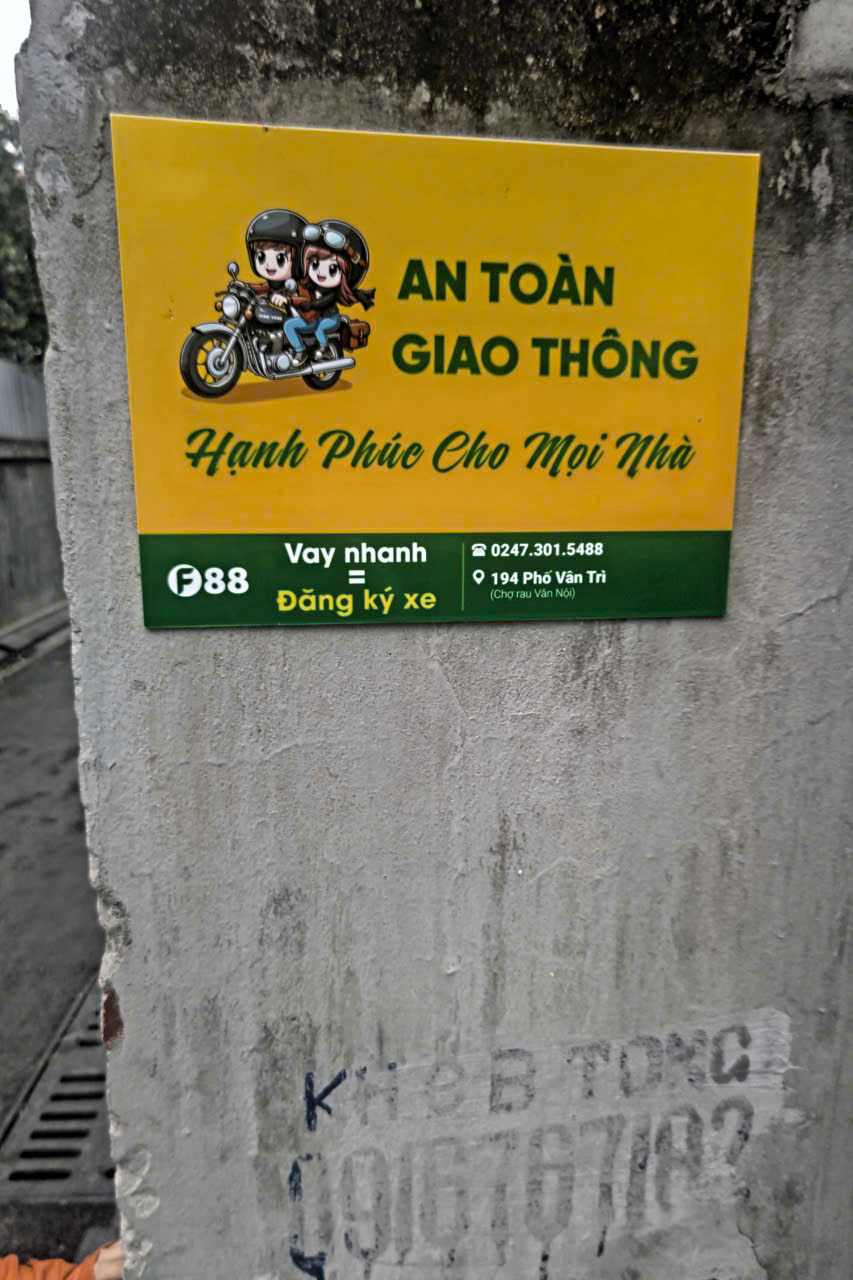 AN TOÀN
GIAO THÔNG
Hạnh Phúc Cho Mọi Nhà
F88
Vay nhanh
=
Đăng ký xe
0247.301.5488
194 Phố Vân Trì
(Chợ rau Vân Nội)
TONG